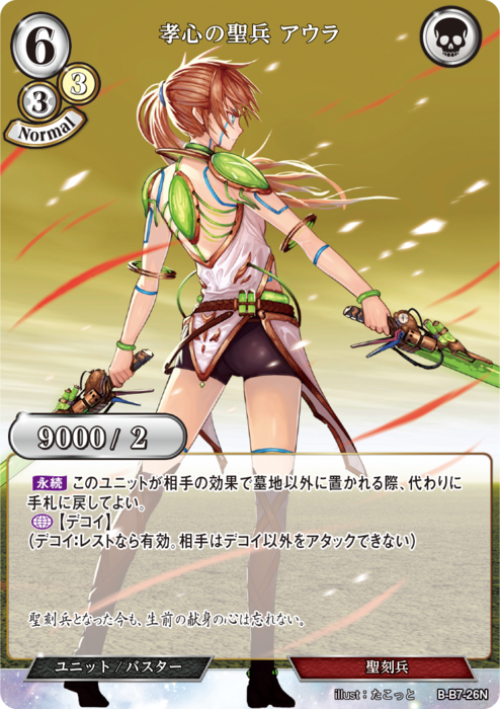 6
孝心の聖兵 アウラ
3
3
Normal
9000 / 2
永続 このユニットが相手の効果で墓地以外に置かれる際、代わりに
手札に戻してよい。
【デコイ】
(デコイ:レストなら有効。相手はデコイ以外をアタックできない)
聖刻兵となった今も、生前の献身の心は忘れない。
ユニット / バスター
聖刻兵
illust : たこっと
B-B7-26N